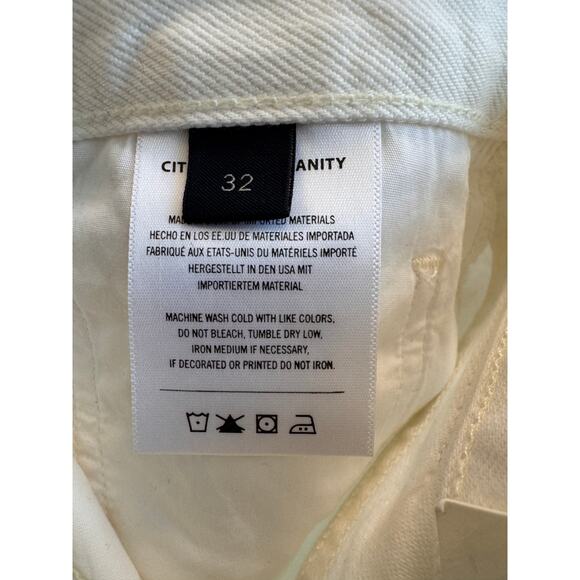 CIT ANITY
32
IMPORTED MATERIALS
HECHO EN LOS EE.UU DE MATERIALES IMPORTADA
FABRIQUÉ AUX ETATS-UNIS DU MATÉRIELS IMPORTÉ
HERGESTELLT IN DEN USA MIT
IMPORTIERTEM MATERIAL
MACHINE WASH COLD WITH LIKE COLORS,
DO NOT BLEACH, TUMBLE DRY LOW,
IRON MEDIUM IF NECESSARY,
IF DECORATED OR PRINTED DO NOT IRON.